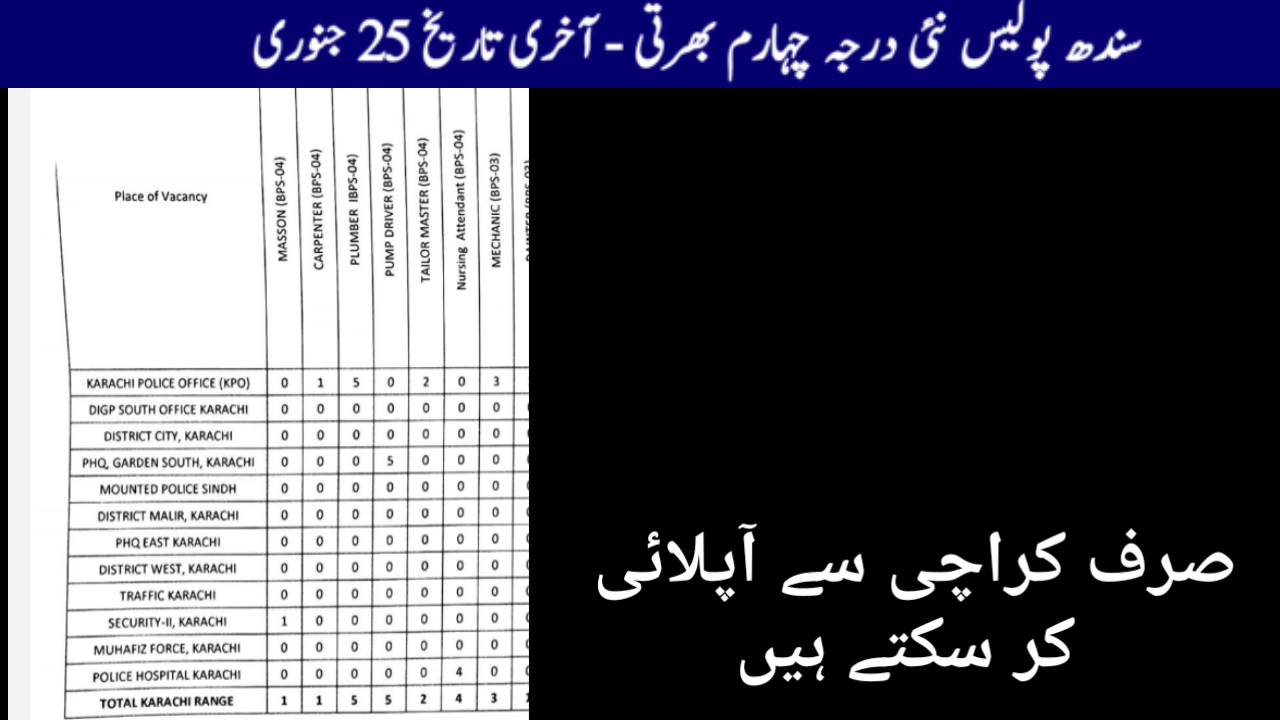 سندھ پولیس نئی درجہ چہارم بھرتی - آخری تاریخ 25 جنوری
Place of Vacancy MASSON (BPS-04) CARPENTER (BPS-04) PLUMBER IBPS-04) PUMP DRIVER (BPS-04) TAILOR MASTER (BPS-04) Nursing Attendant (BPS-04) MECHANIC (BPS-03)
KARACHI POLICE OFFICE (KPO) 0 1 5 0 2 0 3
DIGP SOUTH OFFICE KARACHI 0 0 0 0 0 0 0
DISTRICT CITY, KARACHI 0 0 0 0 0 0 0
PHQ, GARDEN SOUTH, KARACHI 0 0 0 5 0 0 0
MOUNTED POLICE SINDH 0 0 0 0 0 0 0
DISTRICT MALIR, KARACHI 0 0 0 0 0 0 0
PHQ EAST KARACHI 0 0 0 0 0 0 0
DISTRICT WEST, KARACHI 0 0 0 0 0 0 0
TRAFFIC KARACHI 0 0 0 0 0 0 0
SECURITY-II, KARACHI 1 0 0 0 0 0 0
MUHAFIZ FORCE, KARACHI 0 0 0 0 0 0 0
POLICE HOSPITAL KARACHI 0 0 0 0 0 4 0
TOTAL KARACHI RANGE 1 1 5 5 2 4 3
صرف کراچی سے آپلائی
کر سکتے ہیں